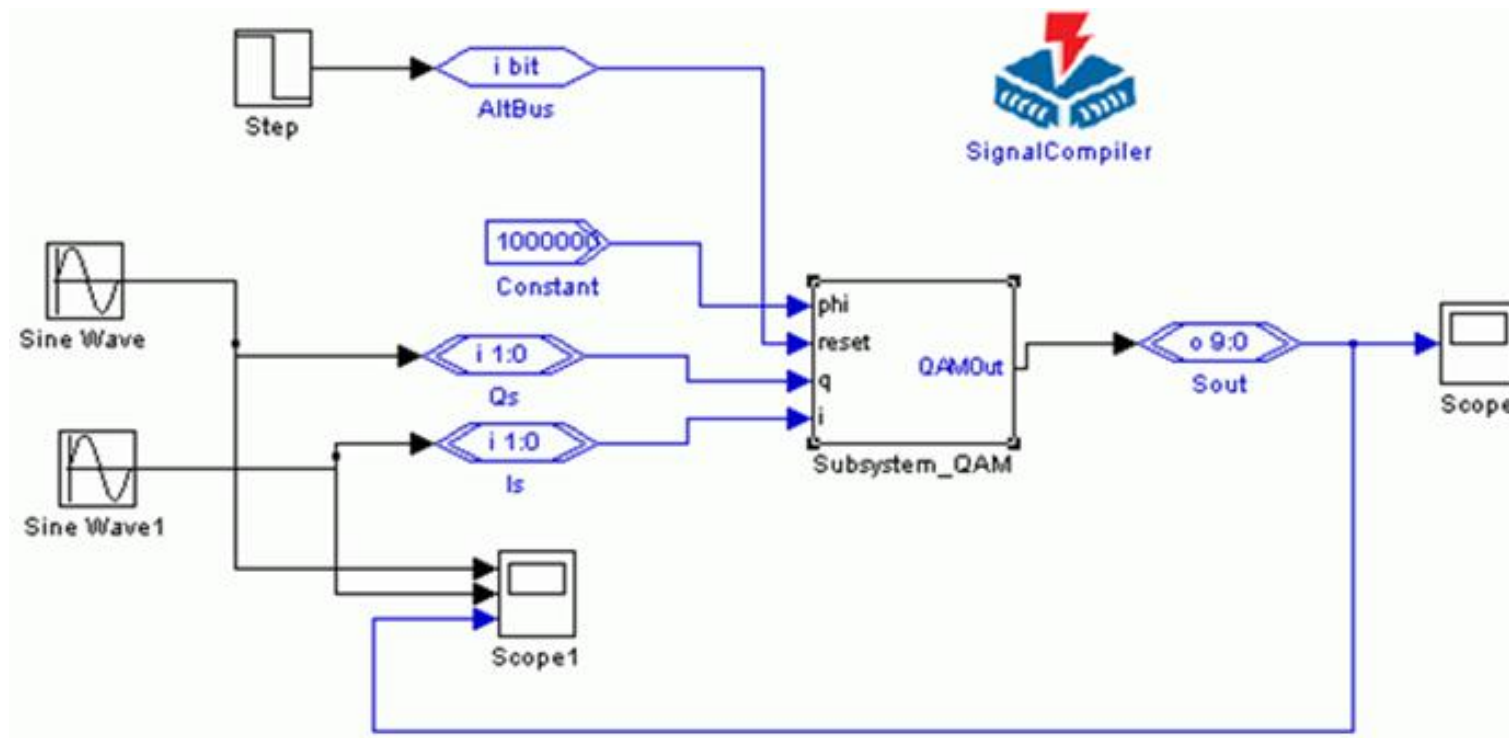 i bit
AltBus
Step
SignalCompiler
1000000
Constant
Sine Wave
i 1:0
Qs
phi
reset
q
i
QAMOut
Subsystem_QAM
o 9:0
Sout
Scope
i 1:0
Is
Sine Wave1
Scope1